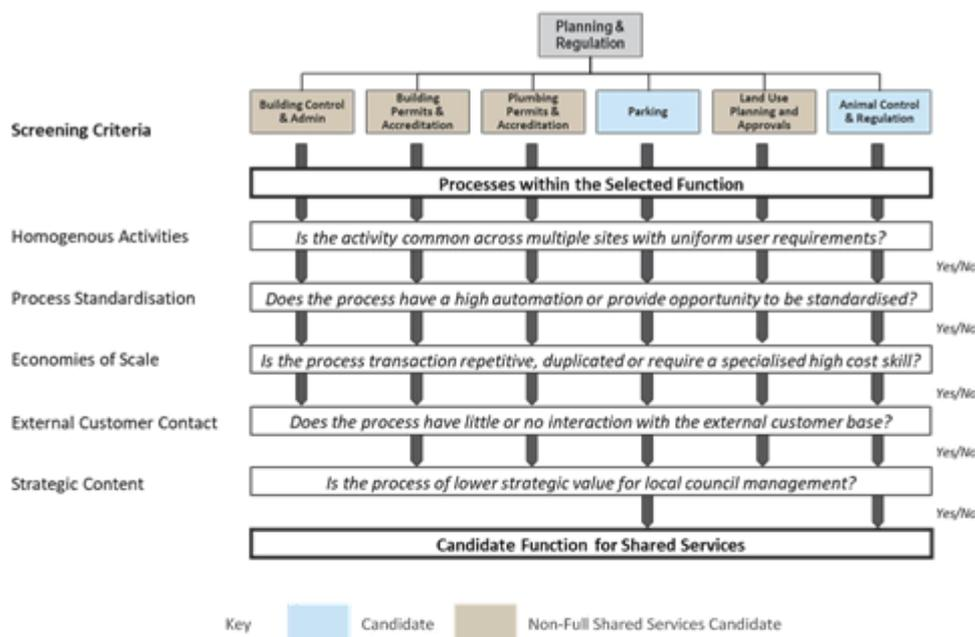 Planning &
Regulation
Building Control
& Admin
Building
Permits &
Accreditation
Plumbing
Permits &
Accreditation
Parking
Land Use
Planning and
Approvals
Animal Control
& Regulation
Screening Criteria
Processes within the Selected Function
Homogenous Activities
Is the activity common across multiple sites with uniform user requirements?
Yes/No
Process Standardisation
Does the process have a high automation or provide opportunity to be standardised?
Yes/No
Economies of Scale
Is the process transaction repetitive, duplicated or require a specialised high cost skill?
Yes/No
External Customer Contact
Does the process have little or no interaction with the external customer base?
Yes/No
Strategic Content
Is the process of lower strategic value for local council management?
Yes/No
Candidate Function for Shared Services
Key
Candidate
Non-Full Shared Services Candidate